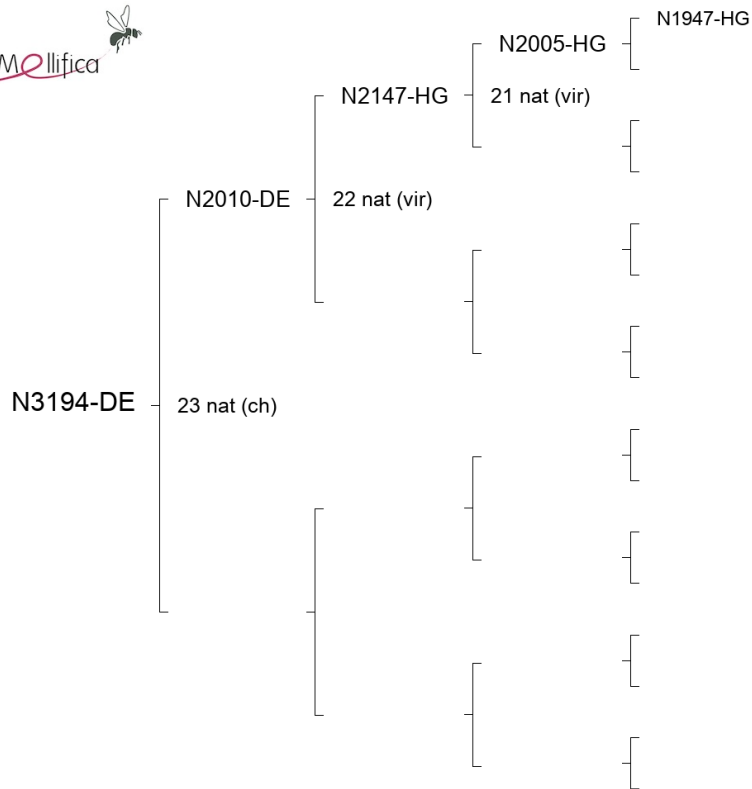 Mellifica
N1947-HG
N2005-HG
N2147-HG
21 nat (vir)
N2010-DE
22 nat (vir)
N3194-DE
23 nat (ch)